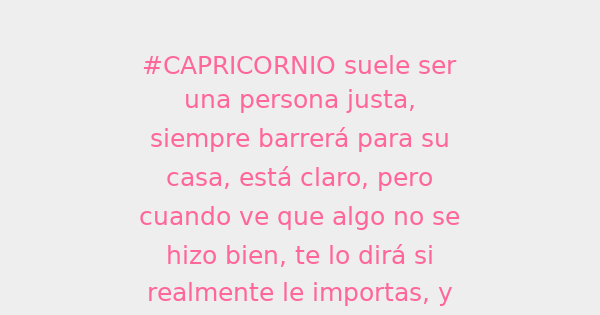 #CAPRICORNIO suele ser
una persona justa,
siempre barrerá para su
casa, está claro, pero
cuando ve que algo no se
hizo bien, te lo dirá si
realmente le importas, y